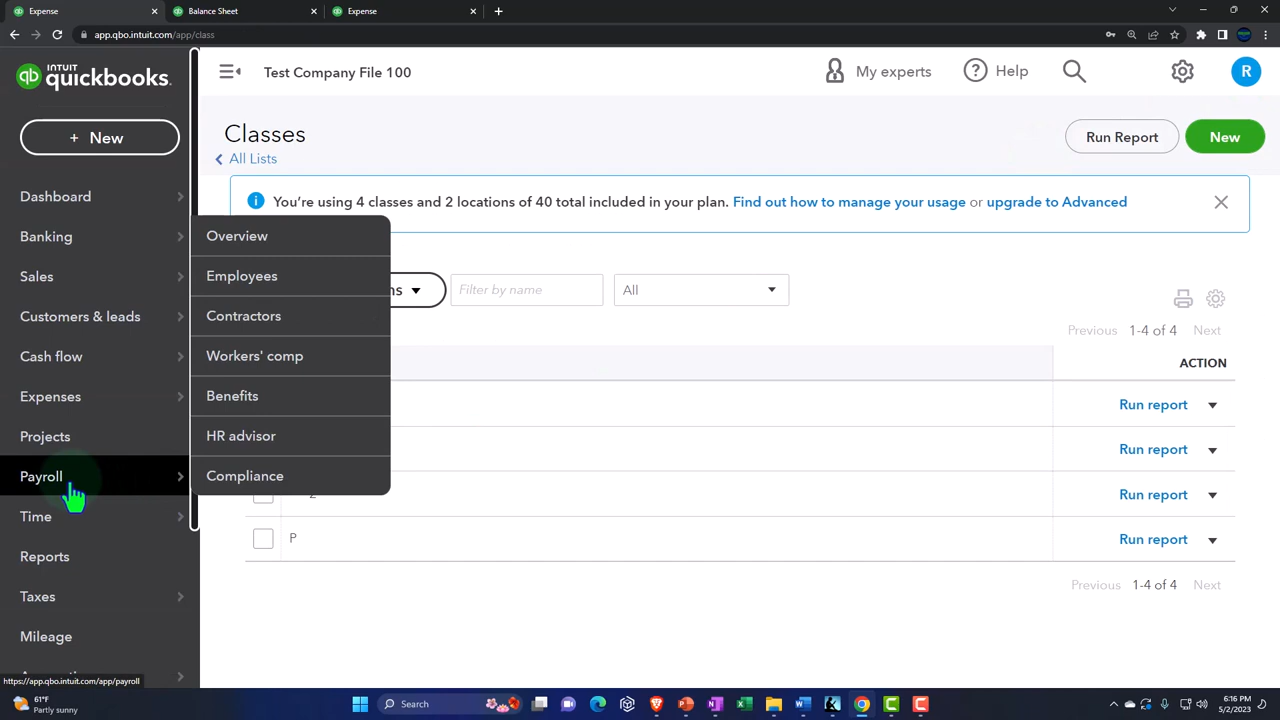 Expense
Balance Sheet
Expense
app.qbo.intuit.com/app/class
INTUIT
quickbooks.
Test Company File 100
My experts
Help
R
+ New
Classes
All Lists
Run Report
New
You're using 4 classes and 2 locations of 40 total included in your plan. Find out how to manage your usage or upgrade to Advanced
Dashboard
Banking
Sales
Customers & leads
Cash flow
Expenses
Projects
Payroll
Time
Reports
Taxes
Mileage
Overview
Employees
Contractors
Workers' comp
Benefits
HR advisor
Compliance
Filter by name
All
Previous 1-4 of 4 Next
ACTION
Run report
Run report
Run report
P Run report
Previous 1-4 of 4 Next
https://app.qbo.intuit.com/app/payroll
61°F
Partly sunny
Search
6:16 PM
5/2/2023